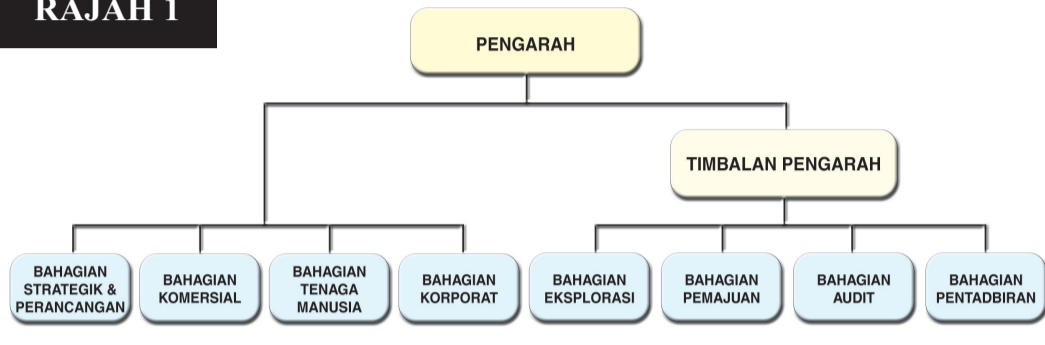 RAJAH 1
PENGARAH
TIMBALAN PENGARAH
BAHAGIAN
STRATEGIK &
PERANCANGAN
BAHAGIAN
KOMERSIAL
BAHAGIAN
TENAGA
MANUSIA
BAHAGIAN
KORPORAT
BAHAGIAN
EKSPLORASI
BAHAGIAN
PEMAJUAN
BAHAGIAN
AUDIT
BAHAGIAN
PENTADBIRAN